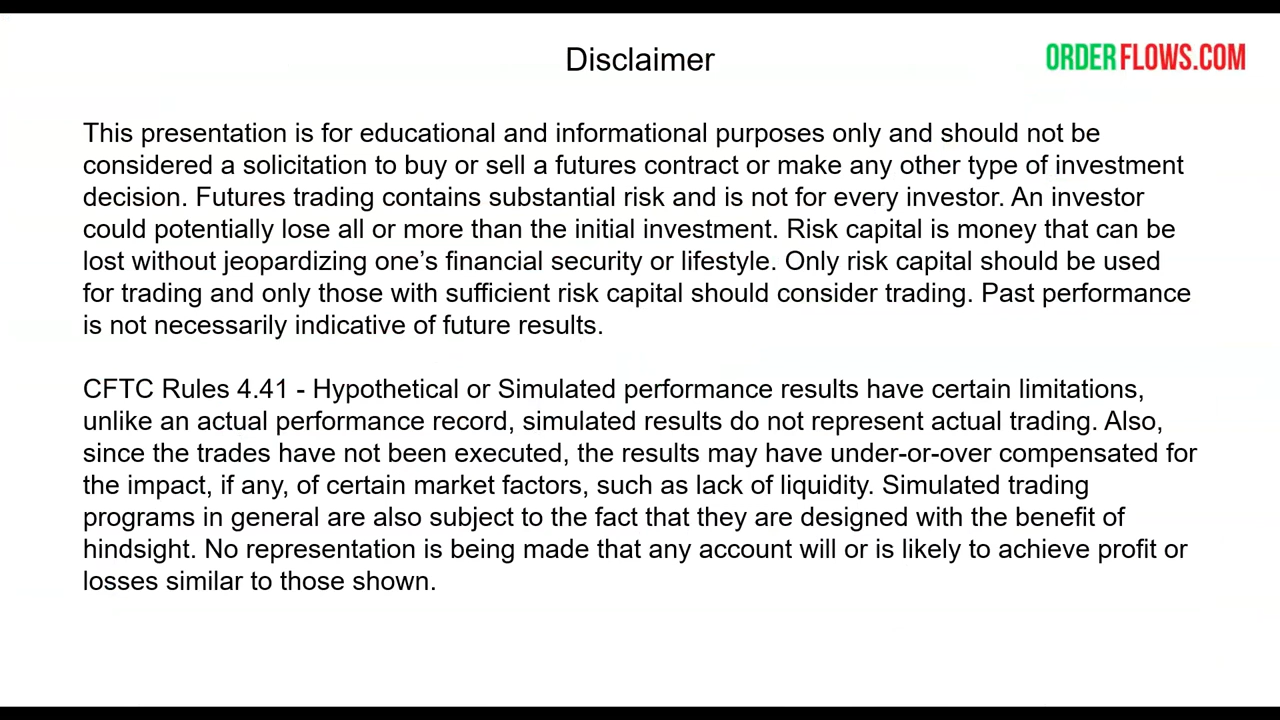 Disclaimer
ORDERFLOWS.COM
This presentation is for educational and informational purposes only and should not be
considered a solicitation to buy or sell a futures contract or make any other type of investment
decision. Futures trading contains substantial risk and is not for every investor. An investor
could potentially lose all or more than the initial investment. Risk capital is money that can be
lost without jeopardizing one’s financial security or lifestyle. Only risk capital should be used
for trading and only those with sufficient risk capital should consider trading. Past performance
is not necessarily indicative of future results.
CFTC Rules 4.41 - Hypothetical or Simulated performance results have certain limitations,
unlike an actual performance record, simulated results do not represent actual trading. Also,
since the trades have not been executed, the results may have under-or-over compensated for
the impact, if any, of certain market factors, such as lack of liquidity. Simulated trading
programs in general are also subject to the fact that they are designed with the benefit of
hindsight. No representation is being made that any account will or is likely to achieve profit or
losses similar to those shown.